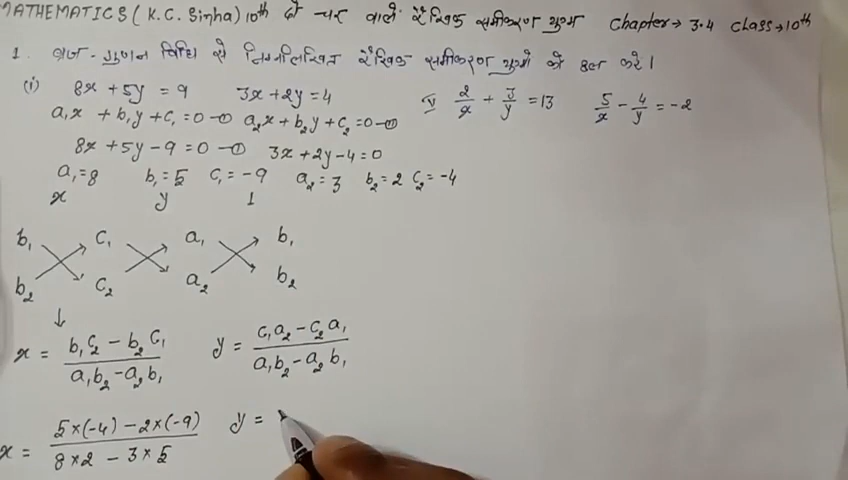 MATHEMATICS (K.C. Sinha) 10th दो चर वाले रैखिक समीकरण युग्म Chapter → 3.4 Class → 10th
1. वज्र-गुणन विधि से निम्नलिखित रैखिक समीकरण युग्मो को हल करे।
(i) 8x + 5y = 9 3x + 2y = 4 v 2/x + 3/y = 13 5/x - 4/y = -2
a₁x + b₁y + c₁ = 0 -① a₂x + b₂y + c₂ = 0 -⑪
8x + 5y - 9 = 0 -① 3x + 2y - 4 = 0
a₁ = 8 b₁ = 5 c₁ = -9 a₂ = 3 b₂ = 2 c₂ = -4
x y 1
b₁ c₁ a₁ b₁
b₂ c₂ a₂ b₂
↓
x = (b₁c₂ - b₂c₁)/(a₁b₂ - a₂b₁) y = (c₁a₂ - c₂a₁)/(a₁b₂ - a₂b₁)
x = (5×(-4) - 2×(-9))/(8×2 - 3×5) y =